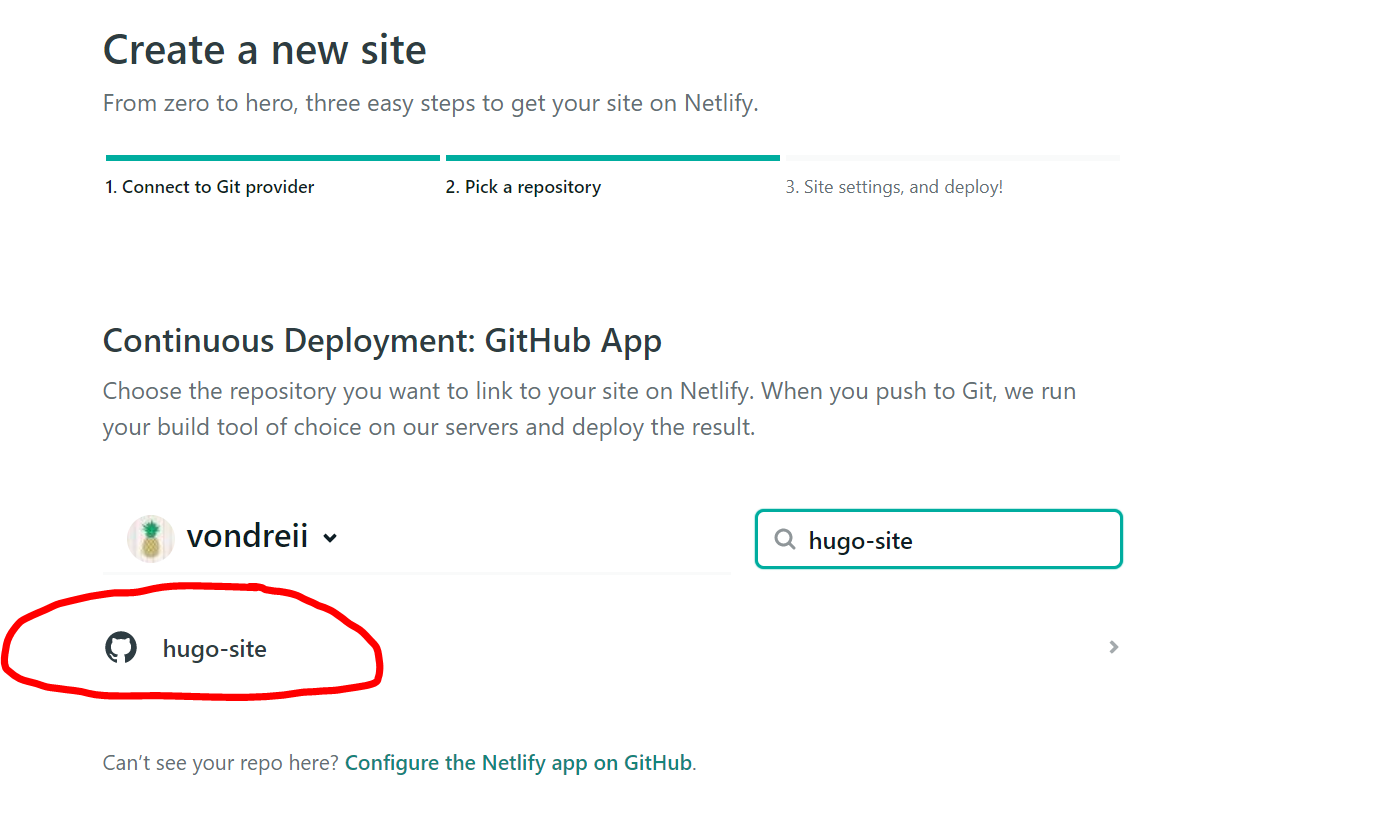 Create a new site
From zero to hero, three easy steps to get your site on Netlify.
1. Connect to Git provider
2. Pick a repository
3. Site settings, and deploy!
Continuous Deployment: GitHub App
Choose the repository you want to link to your site on Netlify. When you push to Git, we run
your build tool of choice on our servers and deploy the result.
vondreii
hugo-site
hugo-site
Can’t see your repo here? Configure the Netlify app on GitHub.